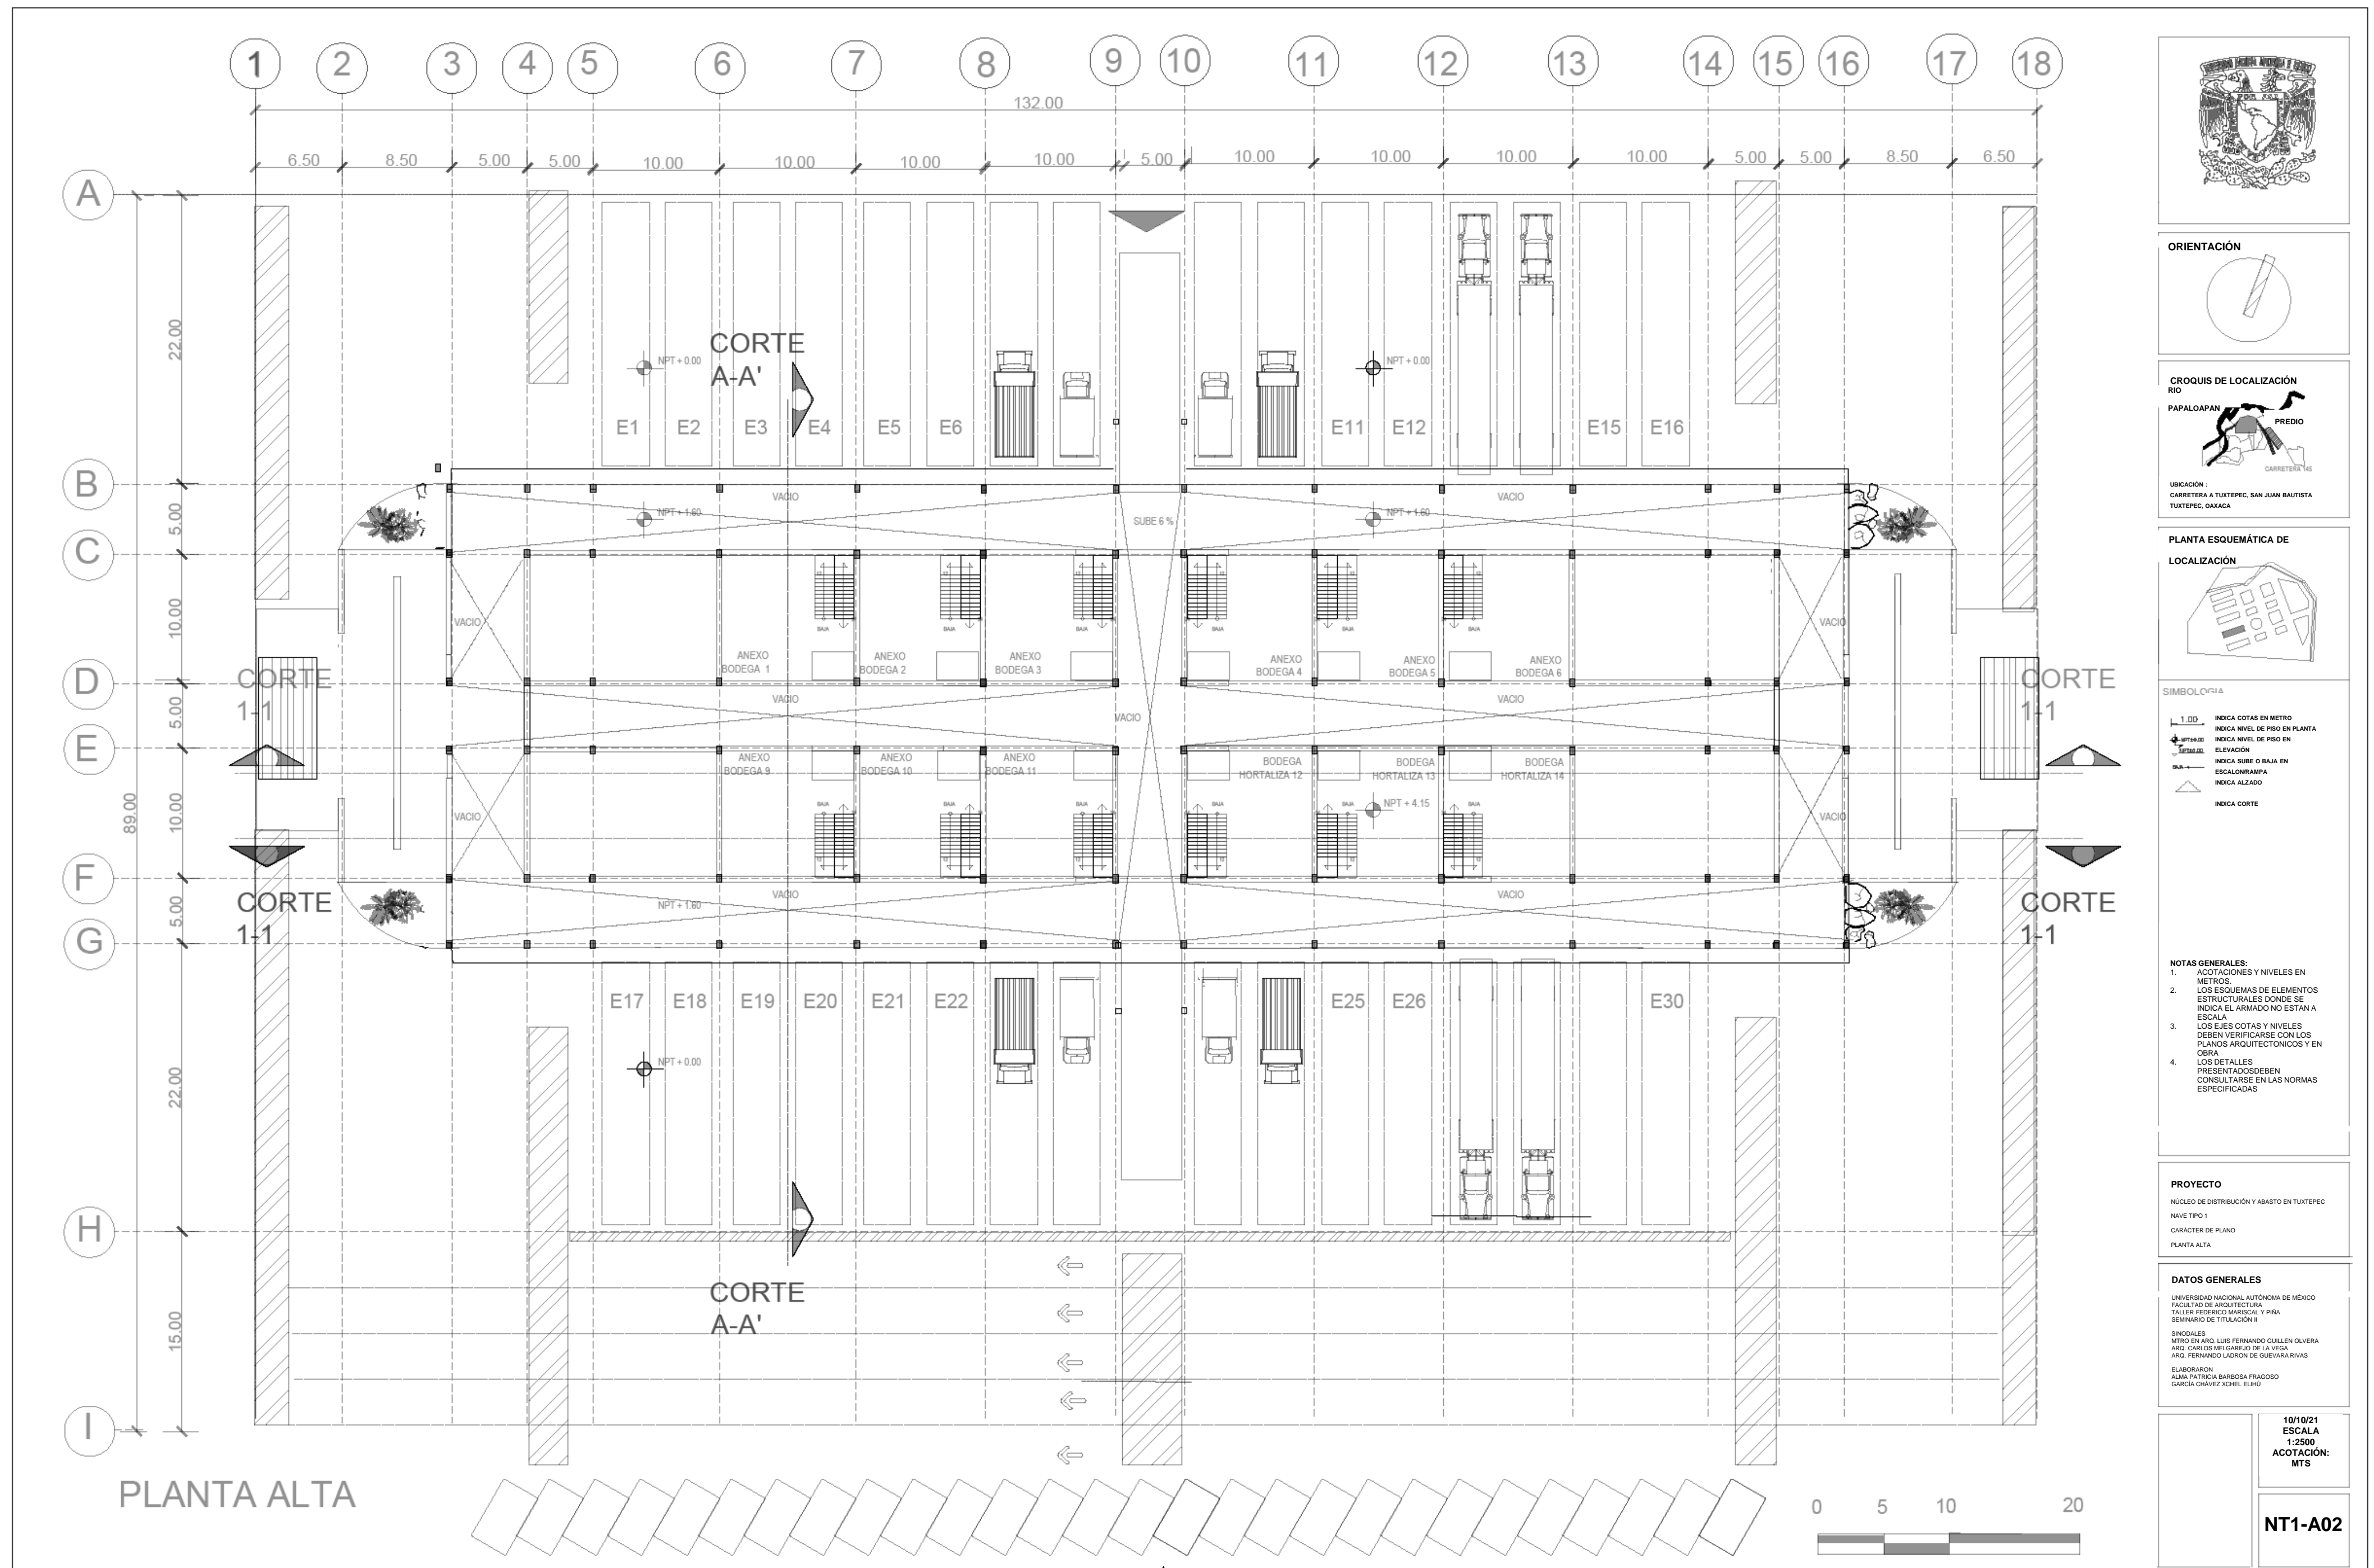 1 2 3 4 5 6 7 8 9 10 11 12 13 14 15 16 17 18
132.00
6.50 8.50 5.00 5.00 10.00 10.00 10.00 10.00 5.00 10.00 10.00 10.00 10.00 5.00 5.00 8.50 6.50
A
22.00
CORTE
A-A'
NPT + 0.00
NPT + 0.00
E1 E2 E3 E4 E5 E6 E11 E12 E15 E16
B
VACIO VACIO
5.00
NPT + 1.60 SUBE 6 % NPT + 1.60
C
10.00
VACIO VACIO
BAJA BAJA BAJA BAJA BAJA BAJA
ANEXO
BODEGA 1
ANEXO
BODEGA 2
ANEXO
BODEGA 3
ANEXO
BODEGA 4
ANEXO
BODEGA 5
ANEXO
BODEGA 6
D
CORTE
1-1
CORTE
1-1
VACIO VACIO
5.00
VACIO
E
ANEXO
BODEGA 9
ANEXO
BODEGA 10
ANEXO
BODEGA 11
BODEGA
HORTALIZA 12
BODEGA
HORTALIZA 13
BODEGA
HORTALIZA 14
89.00
10.00
BAJA BAJA BAJA BAJA BAJA BAJA
NPT + 4.15
VACIO VACIO
F
CORTE
1-1
CORTE
1-1
VACIO VACIO
5.00
NPT + 1.60
G
E17 E18 E19 E20 E21 E22 E25 E26 E30
NPT + 0.00
22.00
H
CORTE
A-A'
15.00
I
PLANTA ALTA
0 5 10 20
ORIENTACIÓN
CROQUIS DE LOCALIZACIÓN
RIO
PAPALOAPAN
PREDIO
CARRETERA 145
UBICACIÓN :
CARRETERA A TUXTEPEC, SAN JUAN BAUTISTA
TUXTEPEC, OAXACA
PLANTA ESQUEMÁTICA DE
LOCALIZACIÓN
SIMBOLOGIA
1.00 INDICA COTAS EN METRO
INDICA NIVEL DE PISO EN PLANTA
INDICA NIVEL DE PISO EN
ELEVACIÓN
BAJA INDICA SUBE O BAJA EN
ESCALON/RAMPA
INDICA ALZADO
INDICA CORTE
NOTAS GENERALES:
1. ACOTACIONES Y NIVELES EN
METROS.
2. LOS ESQUEMAS DE ELEMENTOS
ESTRUCTURALES DONDE SE
INDICA EL ARMADO NO ESTAN A
ESCALA
3. LOS EJES COTAS Y NIVELES
DEBEN VERIFICARSE CON LOS
PLANOS ARQUITECTONICOS Y EN
OBRA
4. LOS DETALLES
PRESENTADOSDEBEN
CONSULTARSE EN LAS NORMAS
ESPECIFICADAS
PROYECTO
NÚCLEO DE DISTRIBUCIÓN Y ABASTO EN TUXTEPEC
NAVE TIPO 1
CARÁCTER DE PLANO
PLANTA ALTA
DATOS GENERALES
UNIVERSIDAD NACIONAL AUTÓNOMA DE MÉXICO
FACULTAD DE ARQUITECTURA
TALLER FEDERICO MARISCAL Y PIÑA
SEMINARIO DE TITULACIÓN II
SINODALES
MTRO EN ARQ. LUIS FERNANDO GUILLEN OLVERA
ARQ. CARLOS MELGAREJO DE LA VEGA
ARQ. FERNANDO LADRON DE GUEVARA RIVAS
ELABORARON
ALMA PATRICIA BARBOSA FRAGOSO
GARCÍA CHÁVEZ XCHEL ELIHÚ
10/10/21
ESCALA
1:2500
ACOTACIÓN:
MTS
NT1-A02